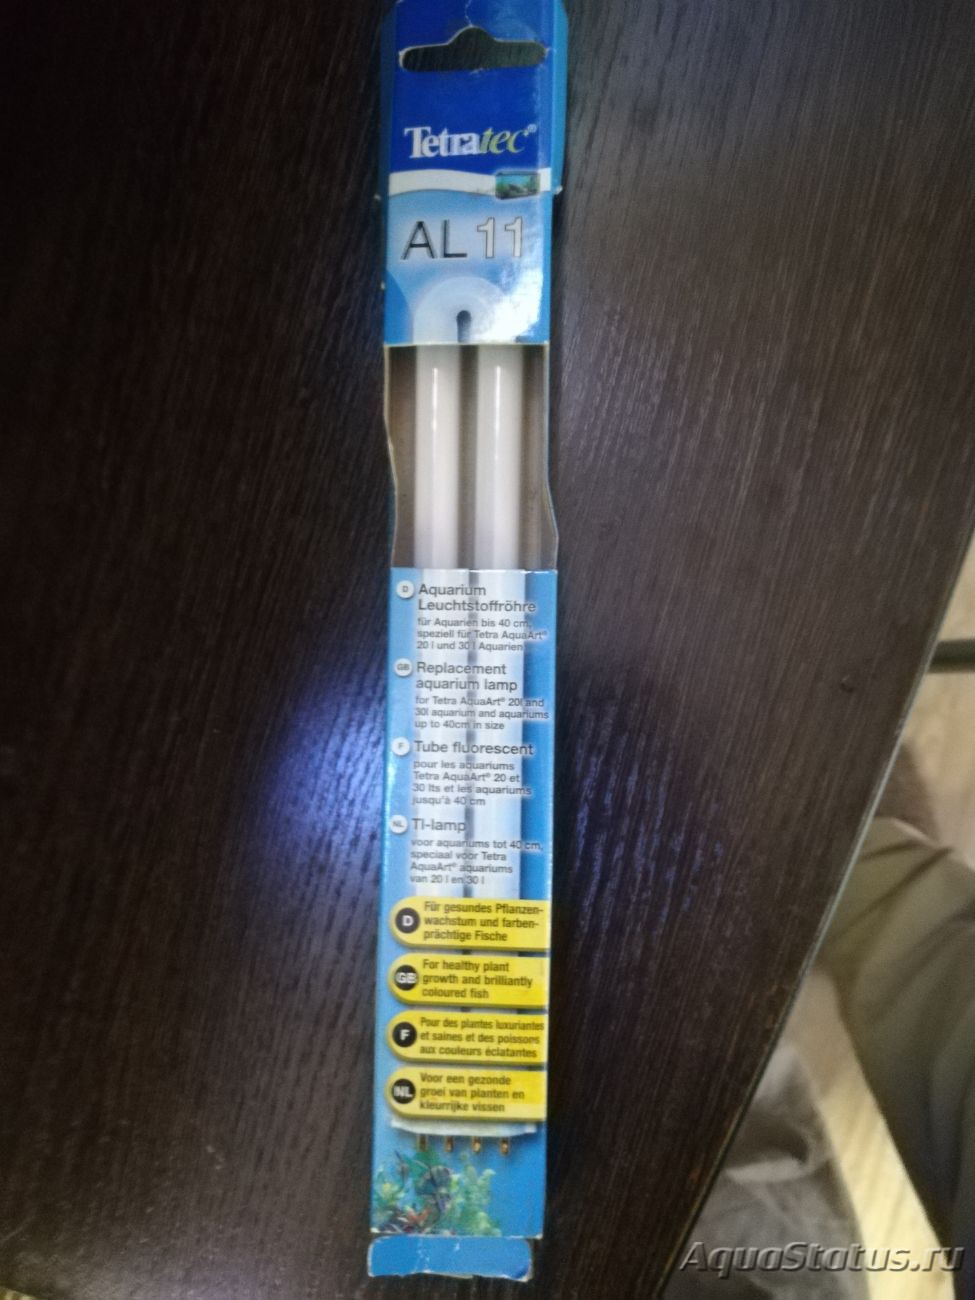 Tetratec®
AL 11
D Aquarium
Leuchtstoffröhre
für Aquarien bis 40 cm,
speziell für Tetra AquaArt®
20 l und 30 l Aquarien
GB Replacement
aquarium lamp
for Tetra AquaArt® 20l and
30l aquarium and aquariums
up to 40cm in size
F Tube fluorescent
pour les aquariums
Tetra AquaArt® 20 et
30 lts et les aquariums
jusqu'à 40 cm
NL Tl-lamp
voor aquariums tot 40 cm,
speciaal voor Tetra
AquaArt® aquariums
van 20 l en 30 l
D Für gesundes Pflanzen-
wachstum und farben-
prächtige Fische
GB For healthy plant
growth and brilliantly
coloured fish
F Pour des plantes luxuriantes
et saines et des poissons
aux couleurs éclatantes
NL Voor een gezonde
groei van planten en
kleurrijke vissen
AquaStatus.ru